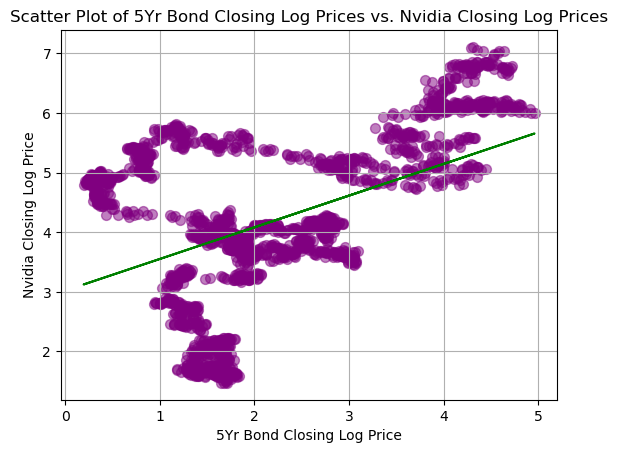 Scatter Plot of 5Yr Bond Closing Log Prices vs. Nvidia Closing Log Prices
7
6
5
4
3
2
Nvidia Closing Log Price
0 1 2 3 4 5
5Yr Bond Closing Log Price